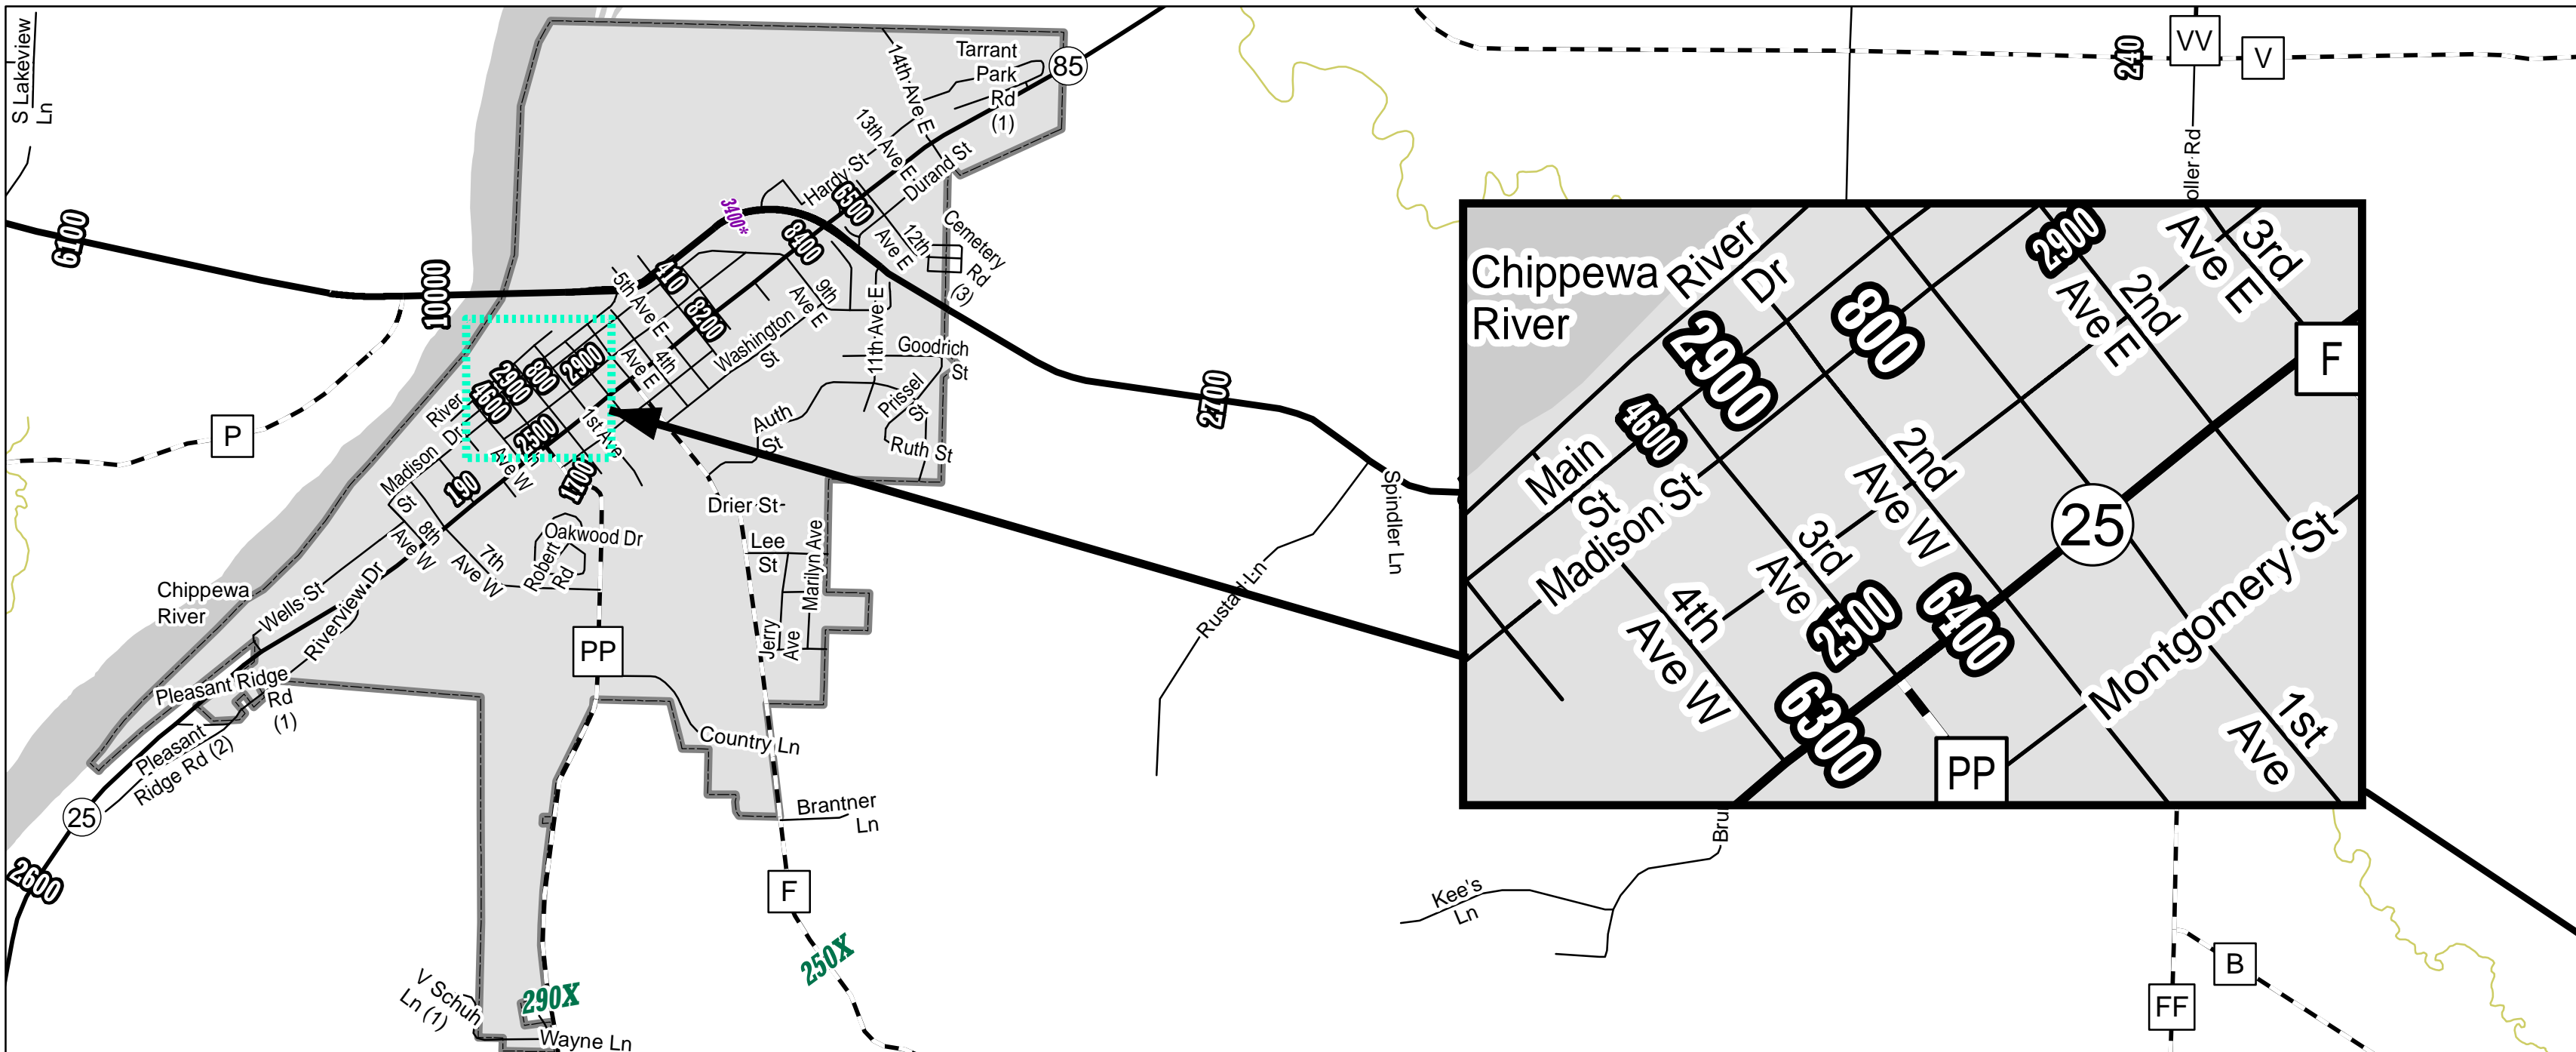 S Lakeview
Ln
6100
10000
P
Chippewa
River
25
2600
Pleasant Ridge
Rd
(1)
Pleasant
Ridge Rd (2)
Wells St
Riverview Dr
Madison
St
8th
Ave W
7th
Ave W
190
River
Dr
4600
2900
800
2900
2500
Ave W
1700
1st Ave
5th Ave E
4th
Ave E
410
8200
3400*
8400
6500
Hardy St
13th Ave E
14th Ave E
Tarrant
Park
Rd
(1)
85
Durand St
12th
Ave E
Cemetery
Rd
(3)
9th
Ave E
11th Ave E
Washington
St
Goodrich
St
Prissel
St
Ruth St
Auth
St
Drier St
Lee
St
Marilyn Ave
Jerry
Ave
Oakwood Dr
Robert
Rd
PP
Country Ln
Brantner
Ln
F
250X
290X
V Schuh
Ln (1)
Wayne Ln
2700
Spindler Ln
Rustad Ln
Kee's
Ln
Bru
240
VV
V
oller Rd
FF
B
Chippewa
River
River
Dr
Main
St
Madison St
4600
2900
800
2900
2nd
Ave E
3rd
Ave E
F
2nd
Ave W
3rd
Ave
4th
Ave W
2500
6400
6300
25
Montgomery St
1st
Ave
PP